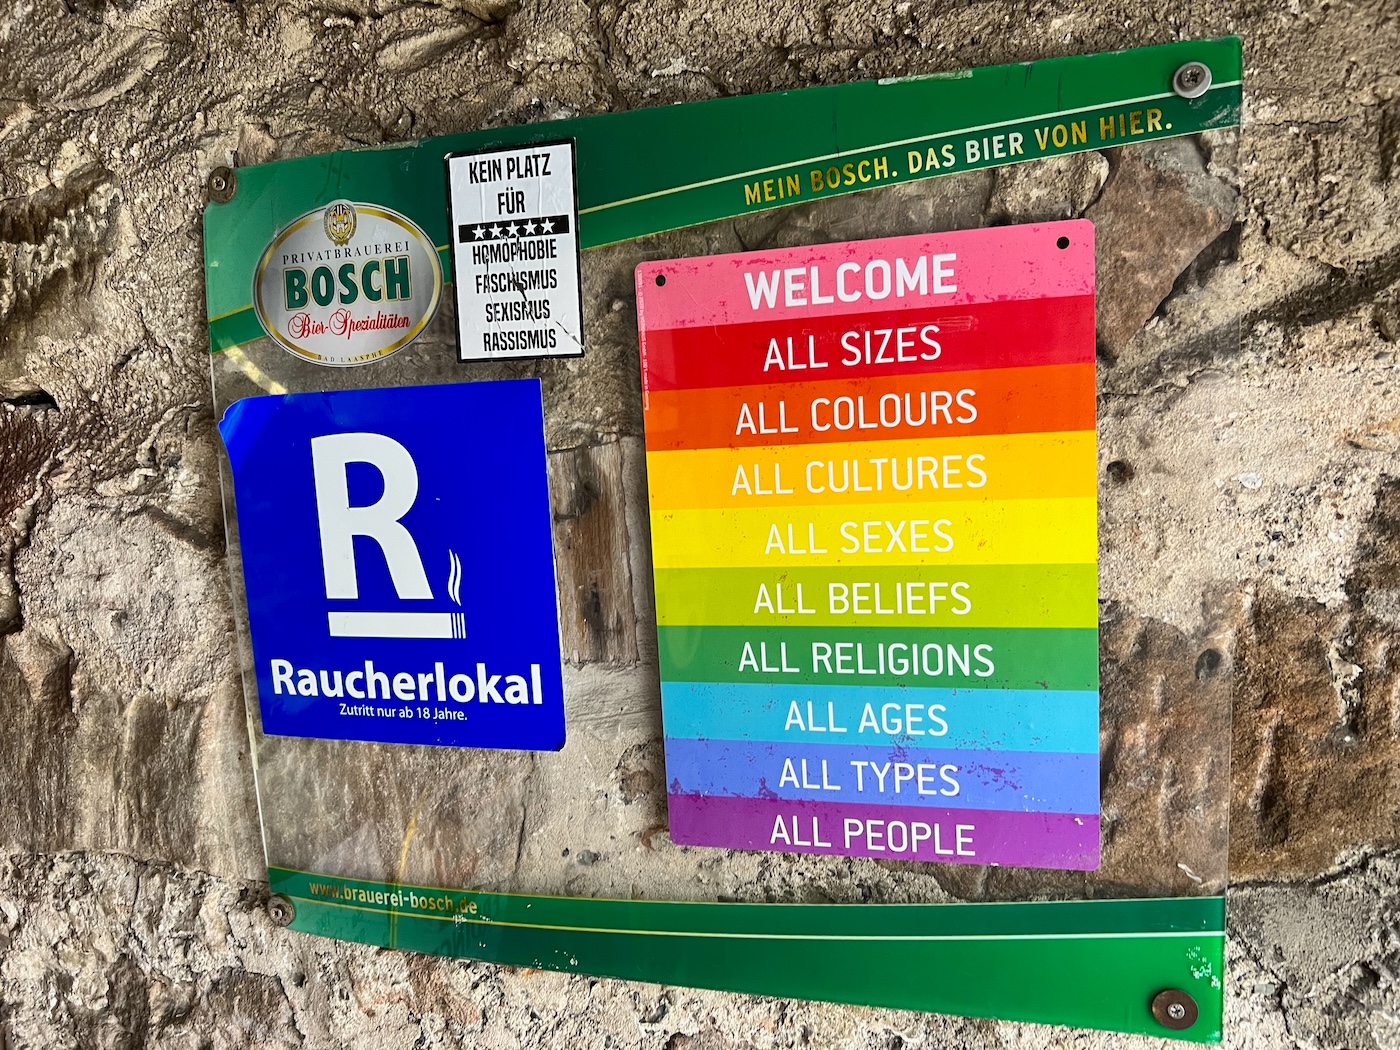 MEIN BOSCH. DAS BIER VON HIER.
PRIVATBRAUEREI
BOSCH
Bier-Spezialitäten
BAD LAASPHE
KEIN PLATZ
FÜR
HOMOPHOBIE
FASCHISMUS
SEXISMUS
RASSISMUS
R
Raucherlokal
Zutritt nur ab 18 Jahre.
WELCOME
ALL SIZES
ALL COLOURS
ALL CULTURES
ALL SEXES
ALL BELIEFS
ALL RELIGIONS
ALL AGES
ALL TYPES
ALL PEOPLE
www.brauerei-bosch.de